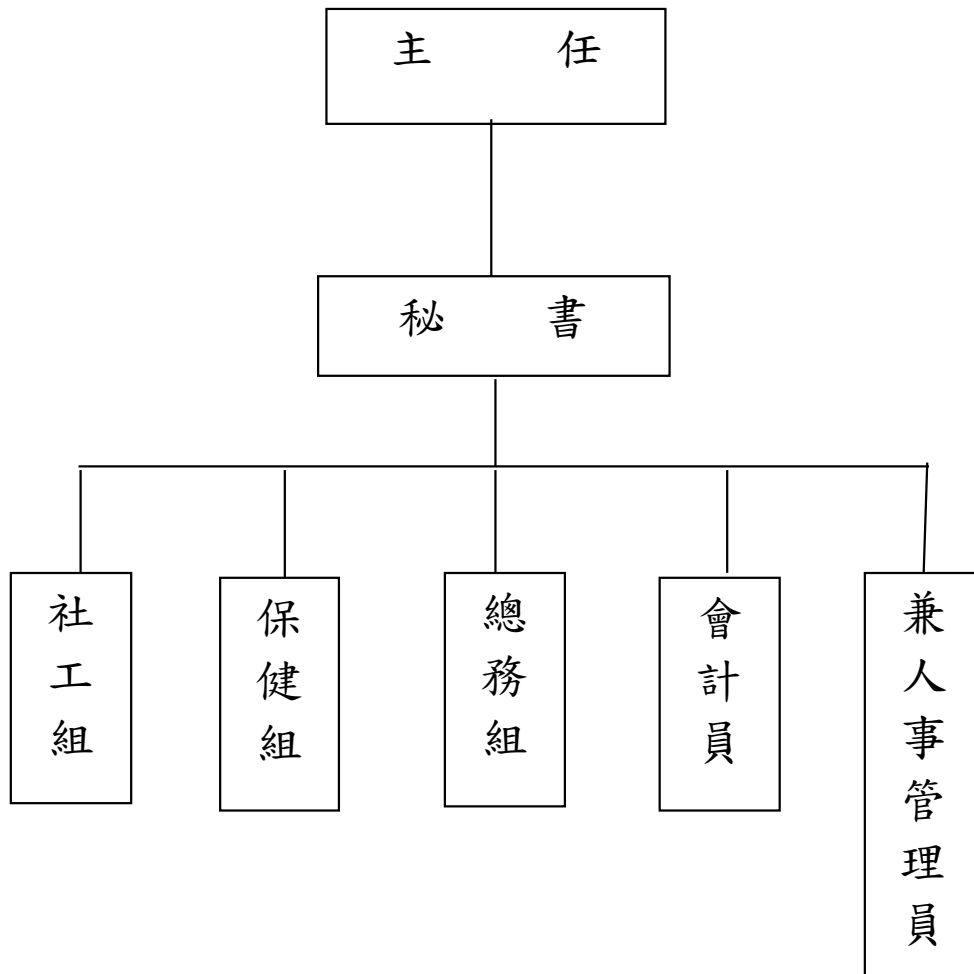 主 任
秘 書
社工組
保健組
總務組
會計員
兼人事管理員